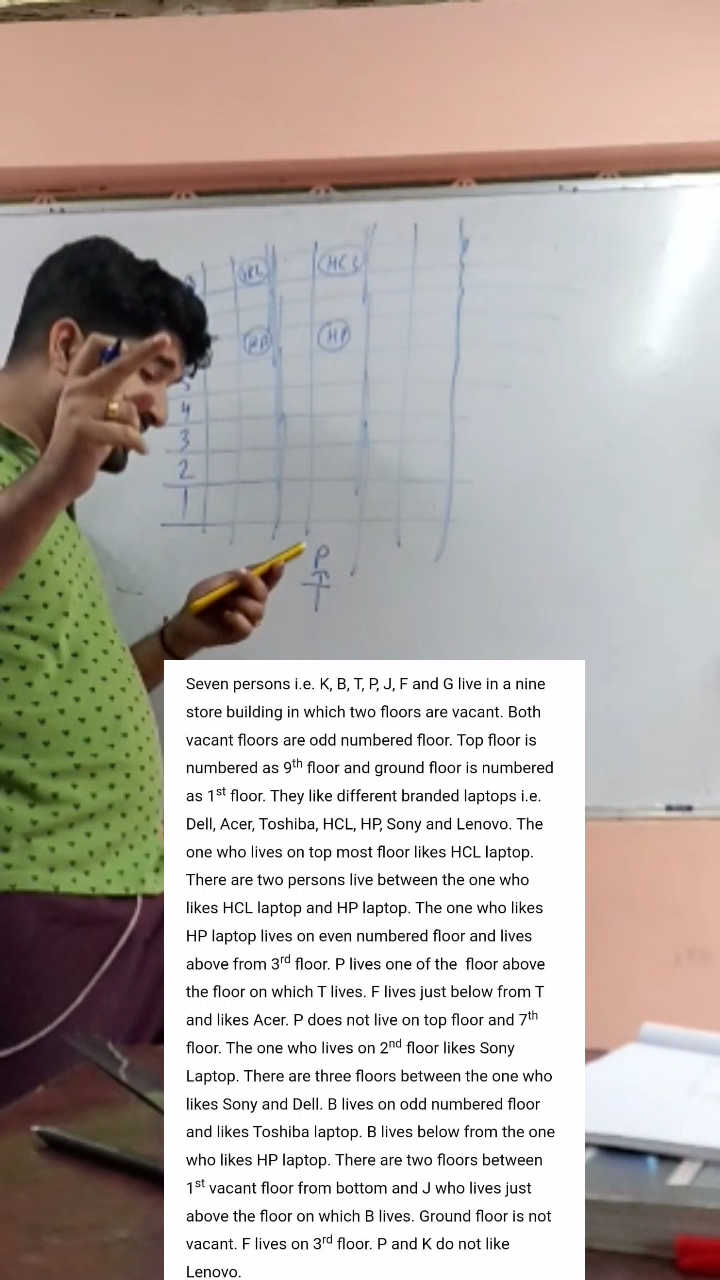 HCL
HP
4
3
2
1
P
T
Seven persons i.e. K, B, T, P, J, F and G live in a nine
store building in which two floors are vacant. Both
vacant floors are odd numbered floor. Top floor is
numbered as 9th floor and ground floor is numbered
as 1st floor. They like different branded laptops i.e.
Dell, Acer, Toshiba, HCL, HP, Sony and Lenovo. The
one who lives on top most floor likes HCL laptop.
There are two persons live between the one who
likes HCL laptop and HP laptop. The one who likes
HP laptop lives on even numbered floor and lives
above from 3rd floor. P lives one of the floor above
the floor on which T lives. F lives just below from T
and likes Acer. P does not live on top floor and 7th
floor. The one who lives on 2nd floor likes Sony
Laptop. There are three floors between the one who
likes Sony and Dell. B lives on odd numbered floor
and likes Toshiba laptop. B lives below from the one
who likes HP laptop. There are two floors between
1st vacant floor from bottom and J who lives just
above the floor on which B lives. Ground floor is not
vacant. F lives on 3rd floor. P and K do not like
Lenovo.